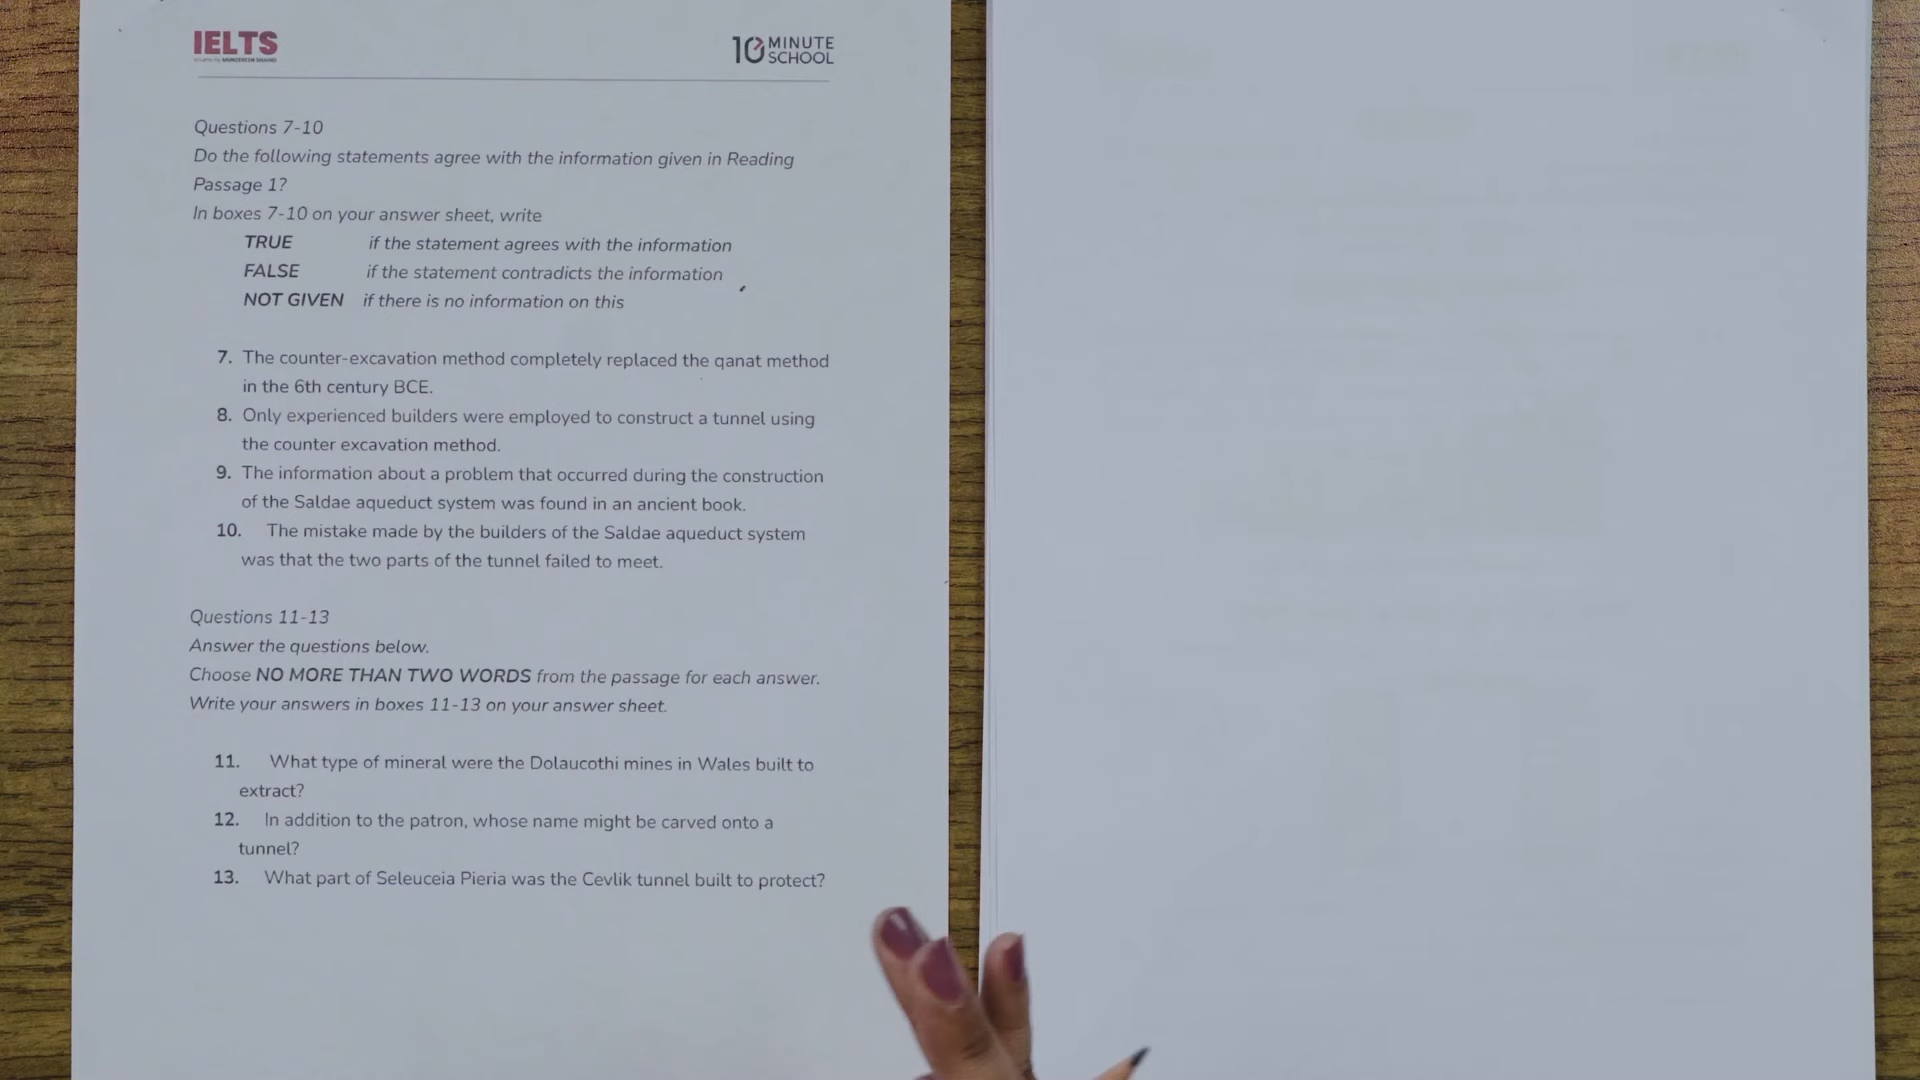 IELTS
10 MINUTE SCHOOL
Questions 7-10
Do the following statements agree with the information given in Reading
Passage 1?
In boxes 7-10 on your answer sheet, write
TRUE if the statement agrees with the information
FALSE if the statement contradicts the information
NOT GIVEN if there is no information on this
7. The counter-excavation method completely replaced the qanat method
in the 6th century BCE.
8. Only experienced builders were employed to construct a tunnel using
the counter excavation method.
9. The information about a problem that occurred during the construction
of the Saldae aqueduct system was found in an ancient book.
10. The mistake made by the builders of the Saldae aqueduct system
was that the two parts of the tunnel failed to meet.
Questions 11-13
Answer the questions below.
Choose NO MORE THAN TWO WORDS from the passage for each answer.
Write your answers in boxes 11-13 on your answer sheet.
11. What type of mineral were the Dolaucothi mines in Wales built to
extract?
12. In addition to the patron, whose name might be carved onto a
tunnel?
13. What part of Seleuceia Pieria was the Cevlik tunnel built to protect?